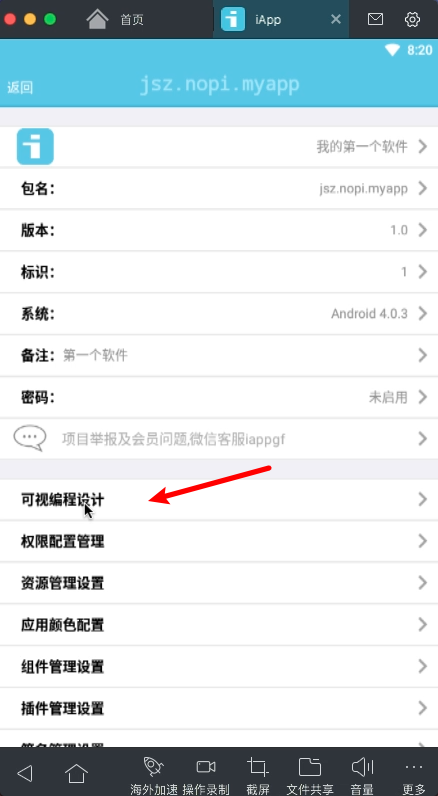 首页
iApp
8:20
返回
jsz.nopi.myapp
我的第一个软件
包名: jsz.nopi.myapp
版本: 1.0
标识: 1
系统: Android 4.0.3
备注: 第一个软件
密码: 未启用
项目举报及会员问题,微信客服iappgf
可视编程设计
权限配置管理
资源管理设置
应用颜色配置
组件管理设置
插件管理设置
海外加速 操作录制 截屏 文件共享 音量 更多